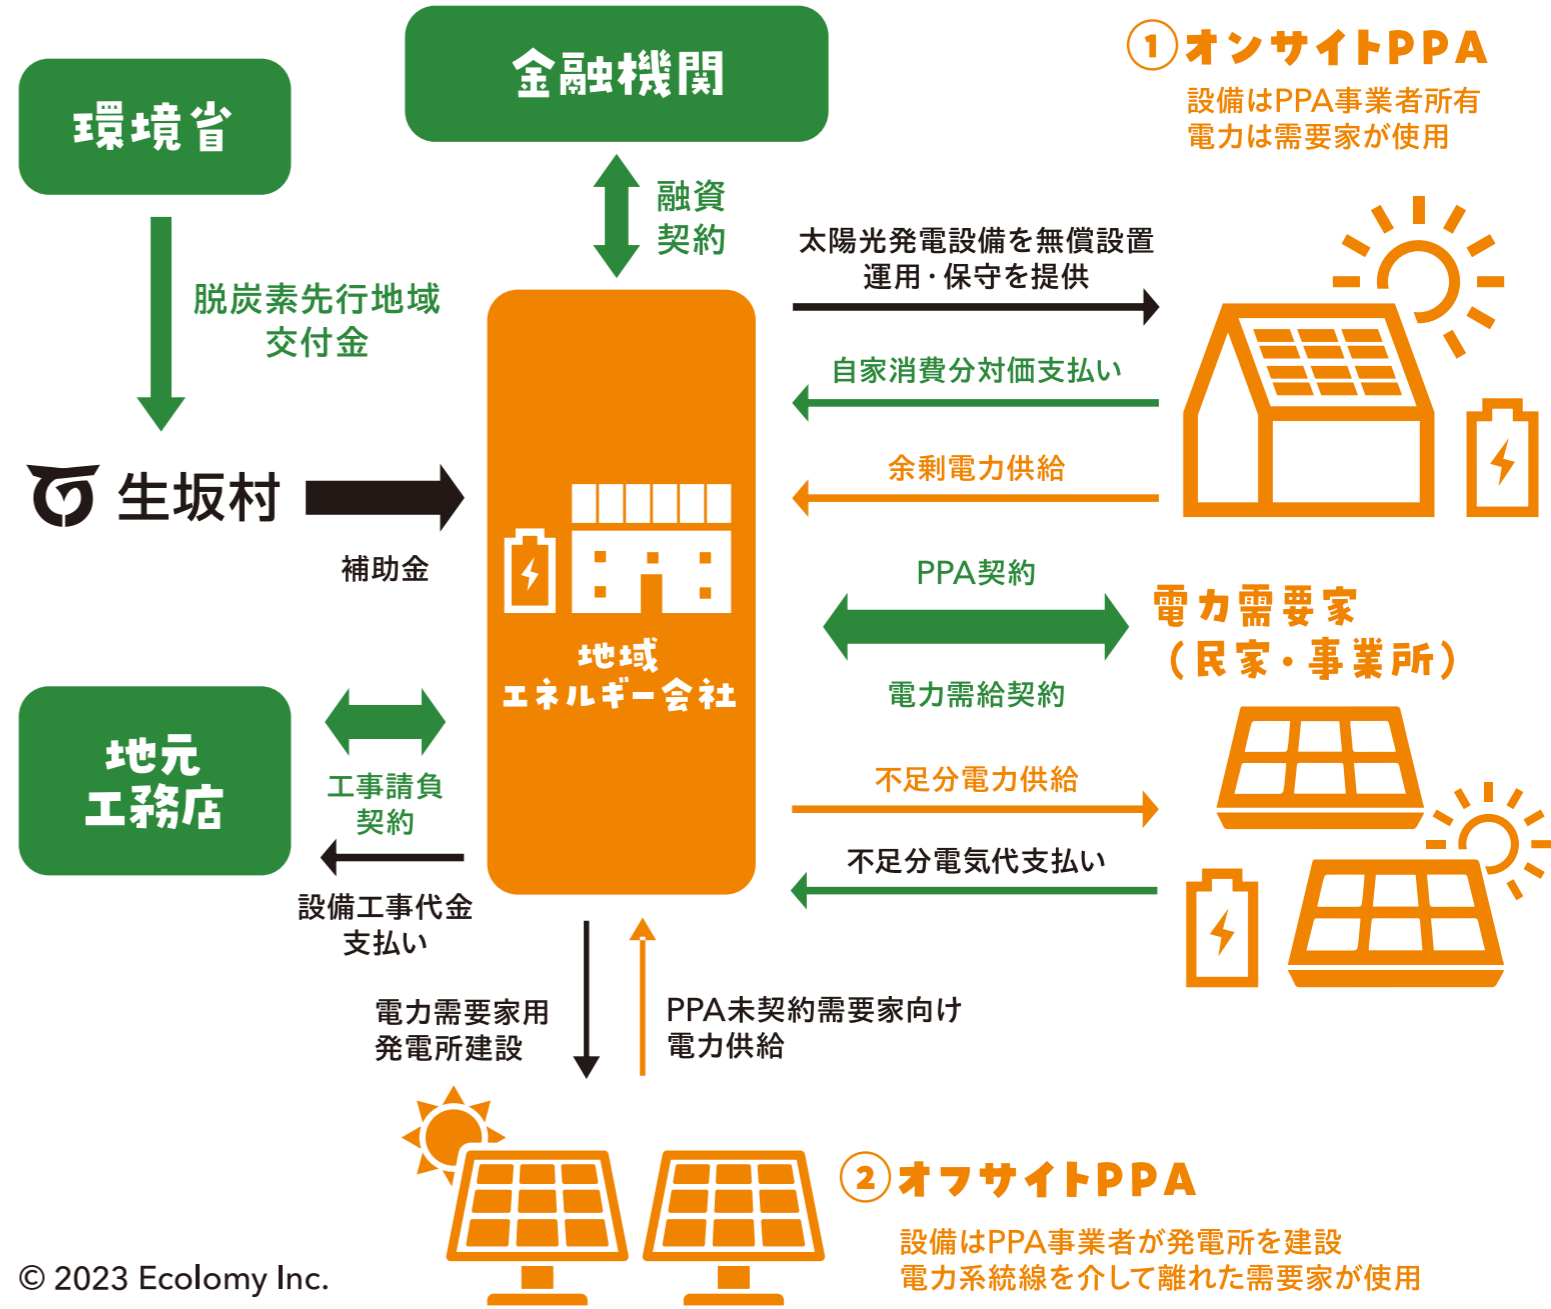 環境省
金融機関
①オンサイトPPA
設備はPPA事業者所有
電力は需要家が使用
融資
契約
脱炭素先行地域
交付金
太陽光発電設備を無償設置
運用・保守を提供
自家消費分対価支払い
余剰電力供給
生坂村
補助金
地域
エネルギー会社
PPA契約
電力需給契約
電力需要家
(民家・事業所)
地元
工務店
工事請負
契約
設備工事代金
支払い
不足分電力供給
不足分電気代支払い
電力需要家用
発電所建設
PPA未契約需要家向け
電力供給
②オフサイトPPA
設備はPPA事業者が発電所を建設
電力系統線を介して離れた需要家が使用
© 2023 Ecolomy Inc.